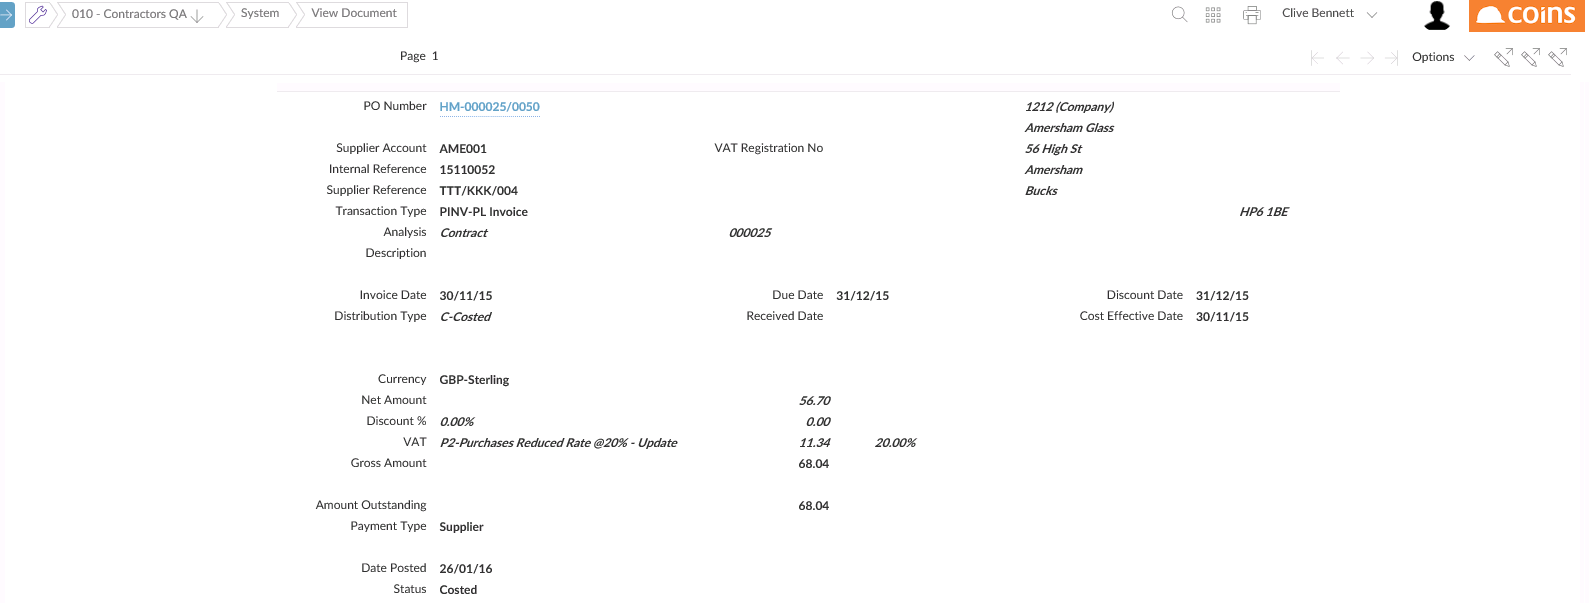 010 - Contractors QA System View Document Clive Bennett coins
Page 1 Options
PO Number HM-000025/0050 1212 (Company)
Amersham Glass
Supplier Account AME001 VAT Registration No 56 High St
Internal Reference 15110052 Amersham
Supplier Reference TTT/KKK/004 Bucks
Transaction Type PINV-PL Invoice HP6 1BE
Analysis Contract 000025
Description
Invoice Date 30/11/15 Due Date 31/12/15 Discount Date 31/12/15
Distribution Type C-Costed Received Date Cost Effective Date 30/11/15
Currency GBP-Sterling
Net Amount 56.70
Discount % 0.00% 0.00
VAT P2-Purchases Reduced Rate @20% - Update 11.34 20.00%
Gross Amount 68.04
Amount Outstanding 68.04
Payment Type Supplier
Date Posted 26/01/16
Status Costed